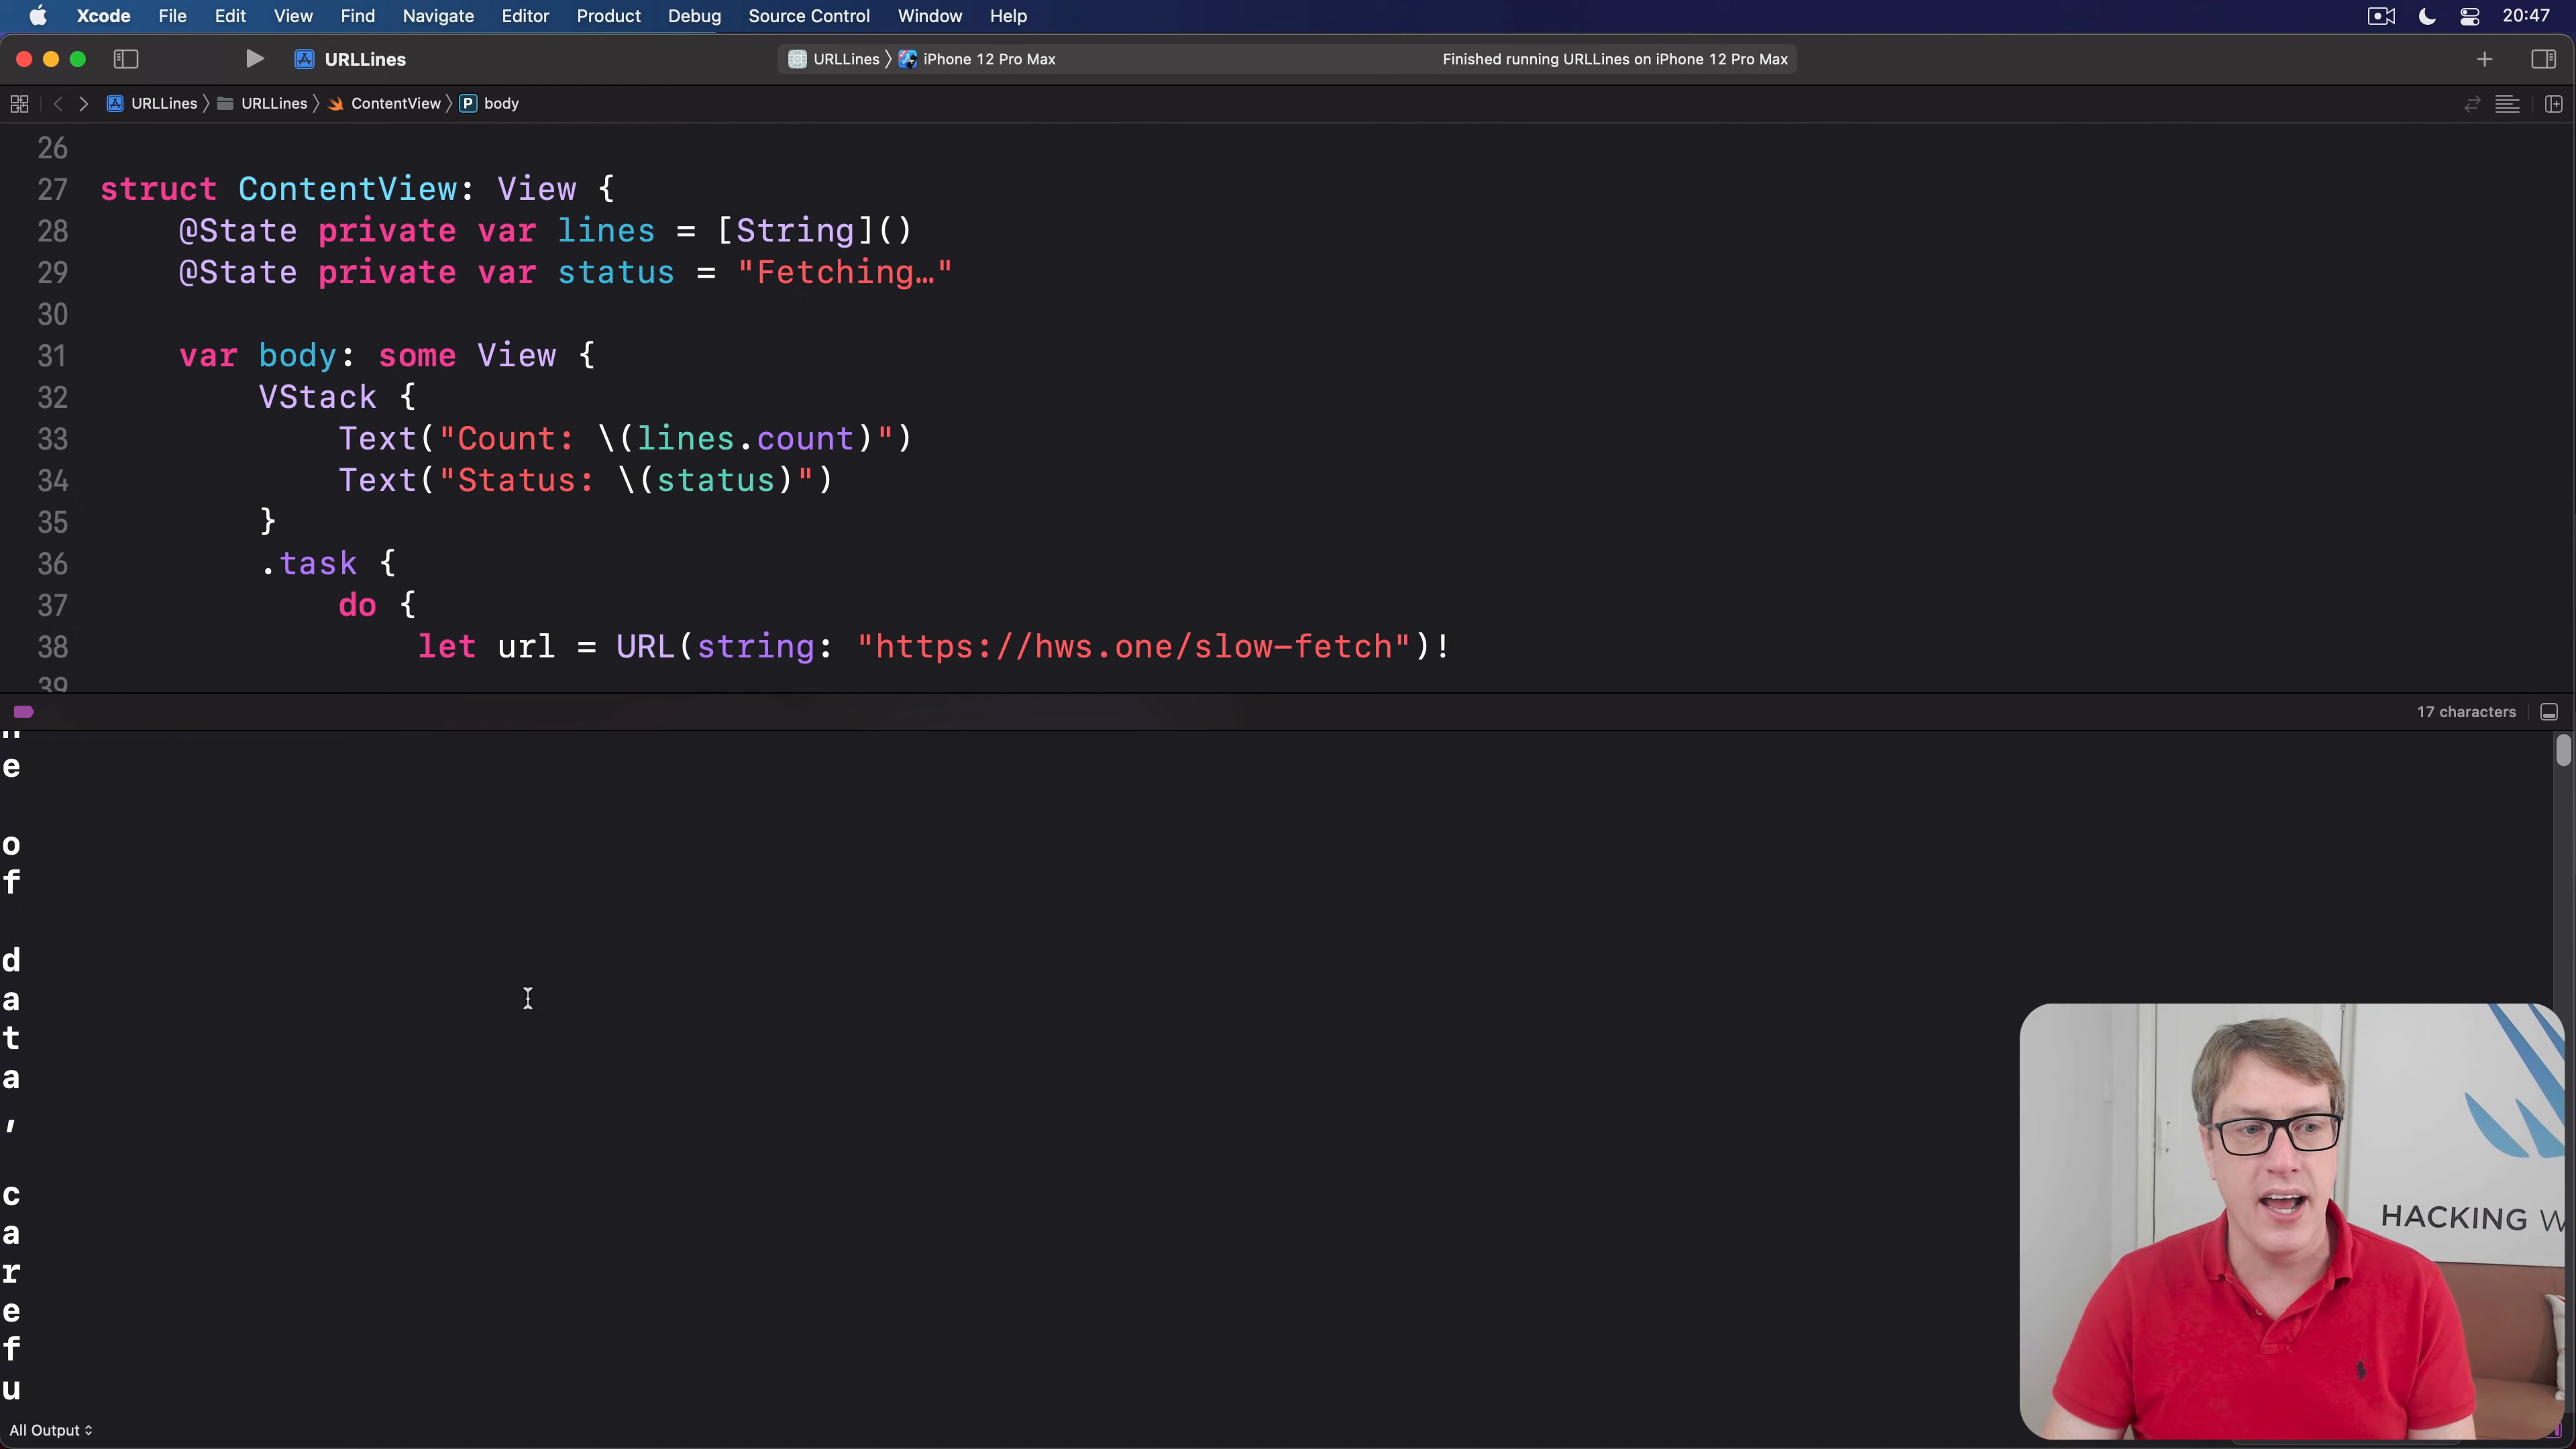 Xcode File Edit View Find Navigate Editor Product Debug Source Control Window Help 20:47
URLLines URLLines 〉 iPhone 12 Pro Max Finished running URLLines on iPhone 12 Pro Max
URLLines 〉 URLLines 〉 ContentView 〉 P body
26
27 struct ContentView: View {
28 @State private var lines = [String]()
29 @State private var status = "Fetching…"
30
31 var body: some View {
32 VStack {
33 Text("Count: \(lines.count)")
34 Text("Status: \(status)")
35 }
36 .task {
37 do {
38 let url = URL(string: "https://hws.one/slow-fetch")!
39
17 characters
e
o
f
d
a
t
a
,
c
a
r
e
f
u
HACKING
All Output